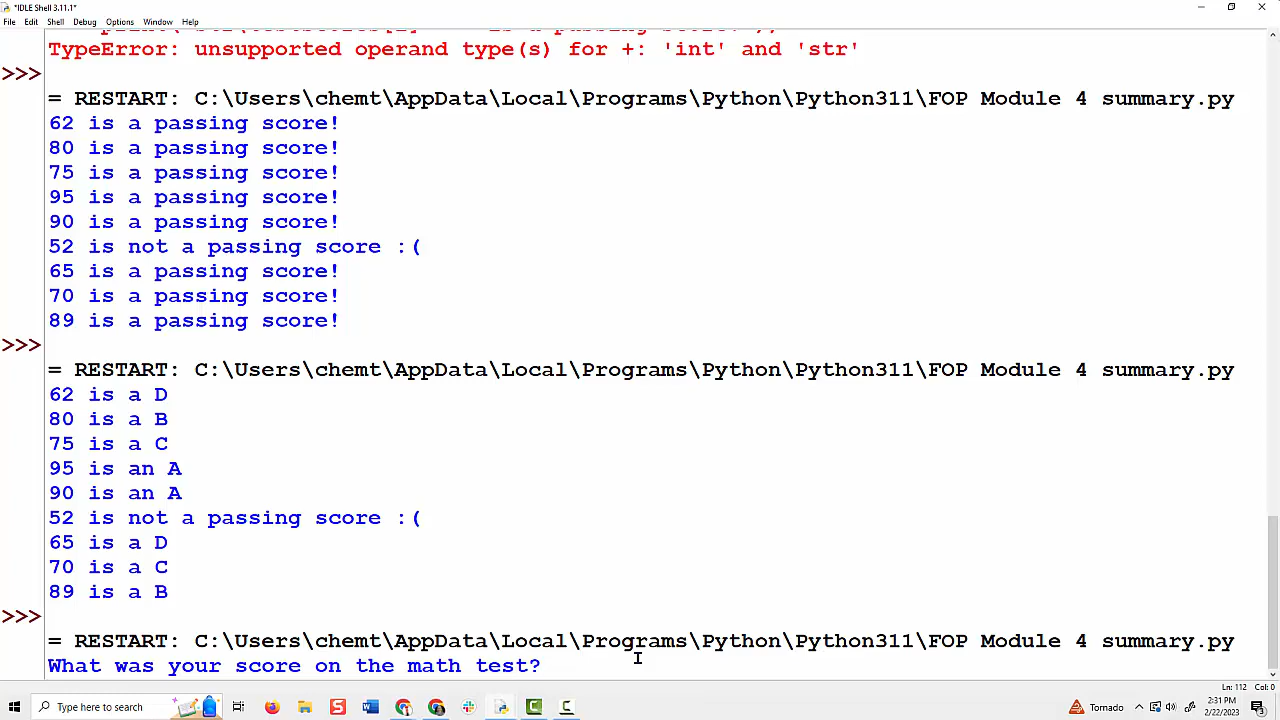 *IDLE Shell 3.11.1*
File Edit Shell Debug Options Window Help
TypeError: unsupported operand type(s) for +: 'int' and 'str'
>>>
= RESTART: C:\Users\chemt\AppData\Local\Programs\Python\Python311\FOP Module 4 summary.py
62 is a passing score!
80 is a passing score!
75 is a passing score!
95 is a passing score!
90 is a passing score!
52 is not a passing score :(
65 is a passing score!
70 is a passing score!
89 is a passing score!
>>>
= RESTART: C:\Users\chemt\AppData\Local\Programs\Python\Python311\FOP Module 4 summary.py
62 is a D
80 is a B
75 is a C
95 is an A
90 is an A
52 is not a passing score :(
65 is a D
70 is a C
89 is a B
>>>
= RESTART: C:\Users\chemt\AppData\Local\Programs\Python\Python311\FOP Module 4 summary.py
What was your score on the math test?
Ln: 112 Col: 0
Type here to search
Tornado
2:31 PM
2/22/2023